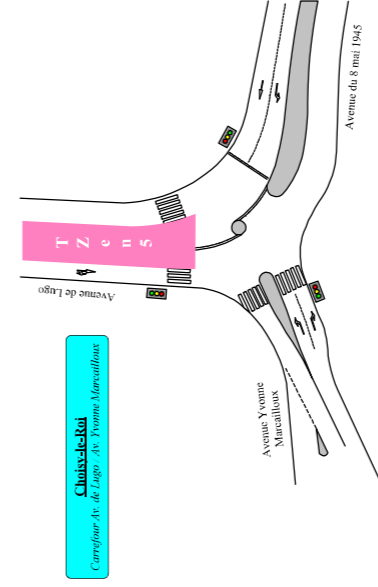 Choisy-le-Roi
Carrefour Av. de Lugo / Av. Yvonne Marcailloux
Avenue de Lugo
T
Z
e
n
5
Avenue Yvonne
Marcailloux
Avenue du 8 mai 1945